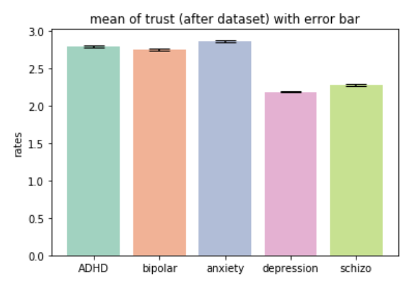 mean of trust (after dataset) with error bar
3.0
2.5
2.0
1.5
1.0
0.5
0.0
rates
ADHD bipolar anxiety depression schizo